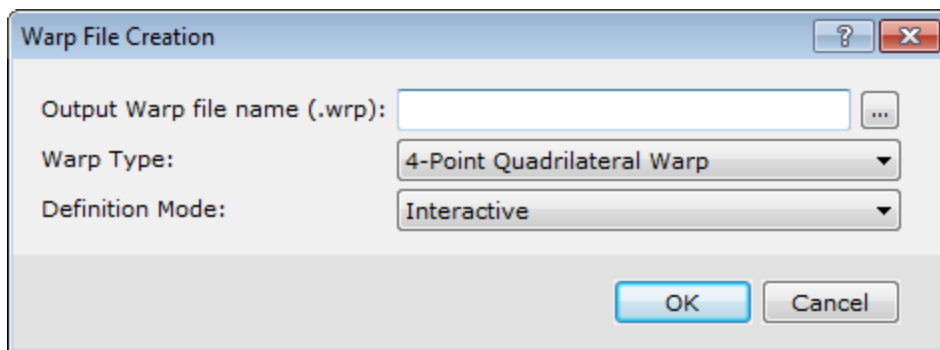 Warp File Creation
Output Warp file name (.wrp): ...
Warp Type: 4-Point Quadrilateral Warp
Definition Mode: Interactive
OK Cancel